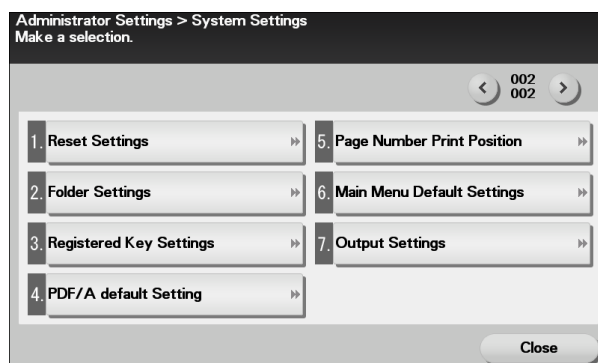 Administrator Settings > System Settings
Make a selection.
002
002
1. Reset Settings
2. Folder Settings
3. Registered Key Settings
4. PDF/A default Setting
5. Page Number Print Position
6. Main Menu Default Settings
7. Output Settings
Close